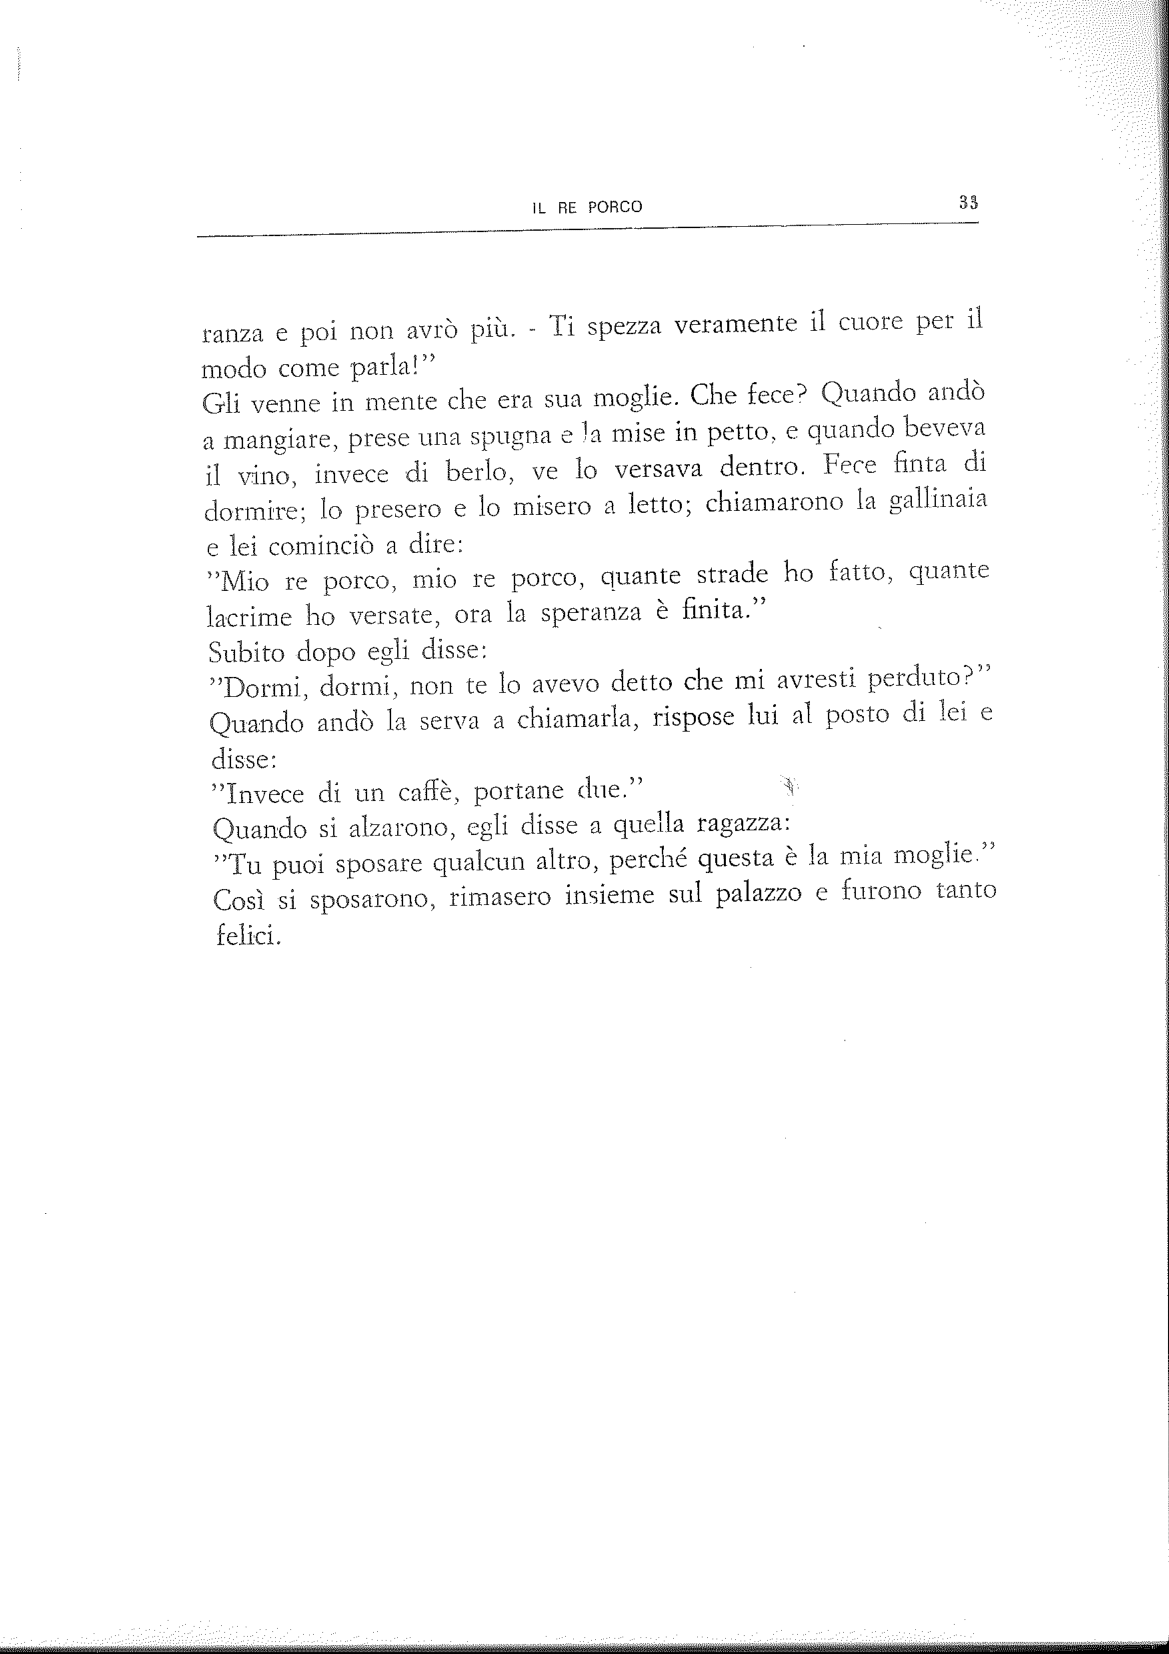 IL RE PORCO 33
ranza e poi non avrò più. - Ti spezza veramente il cuore per il
modo come parla!”
Gli venne in mente che era sua moglie. Che fece? Quando andò
a mangiare, prese una spugna e la mise in petto, e quando beveva
il vino, invece di berlo, ve lo versava dentro. Fece finta di
dormire; lo presero e lo misero a letto; chiamarono la gallinaia
e lei cominciò a dire:
”Mio re porco, mio re porco, quante strade ho fatto, quante
lacrime ho versate, ora la speranza è finita.”
Subito dopo egli disse:
”Dormi, dormi, non te lo avevo detto che mi avresti perduto?”
Quando andò la serva a chiamarla, rispose lui al posto di lei e
disse:
”Invece di un caffè, portane due.”
Quando si alzarono, egli disse a quella ragazza:
”Tu puoi sposare qualcun altro, perché questa è la mia moglie.”
Così si sposarono, rimasero insieme sul palazzo e furono tanto
felici.